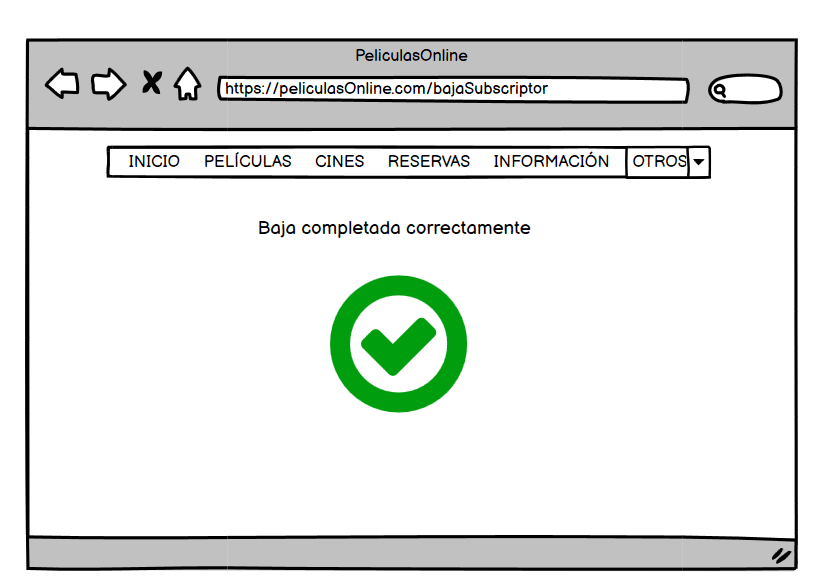 PeliculasOnline
https://peliculasOnline.com/bajaSubscriptor
INICIO PELÍCULAS CINES RESERVAS INFORMACIÓN OTROS
Baja completada correctamente